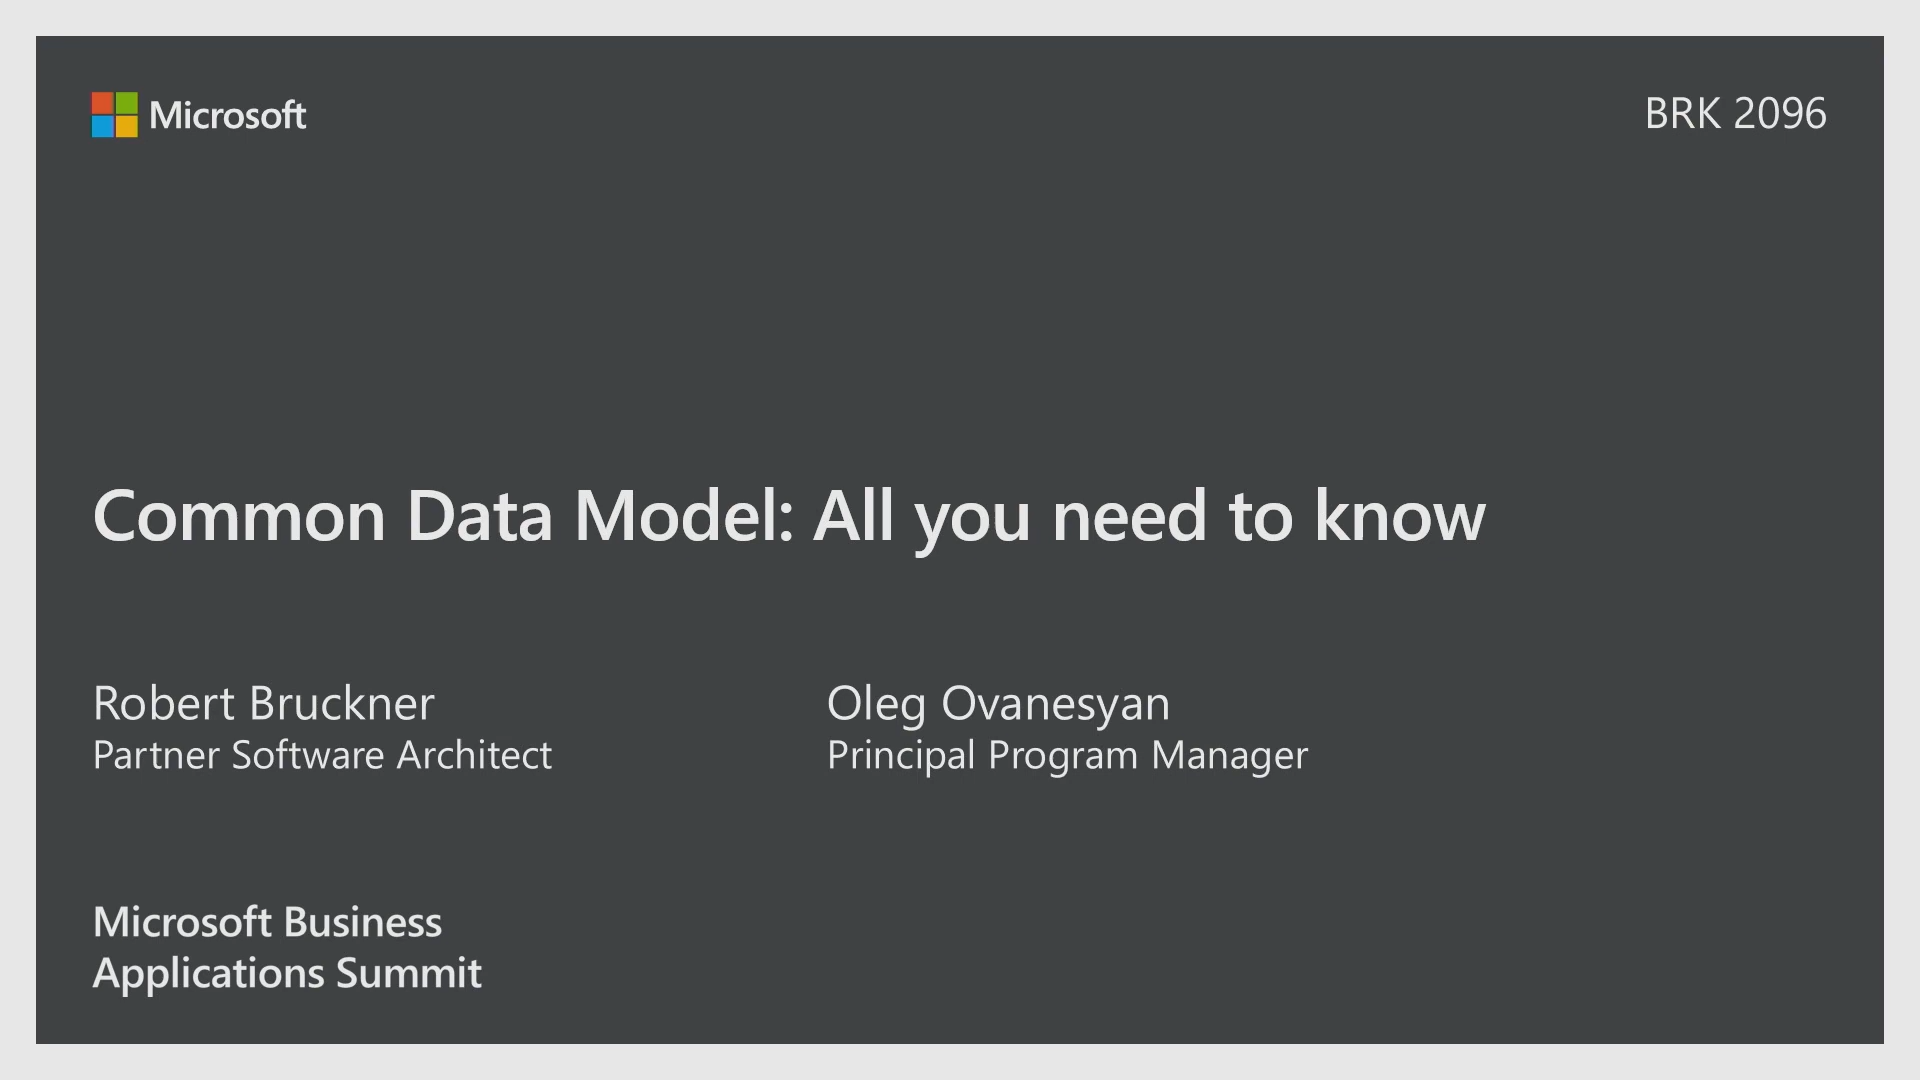 Microsoft
BRK 2096
Common Data Model: All you need to know
Robert Bruckner
Partner Software Architect
Oleg Ovanesyan
Principal Program Manager
Microsoft Business
Applications Summit